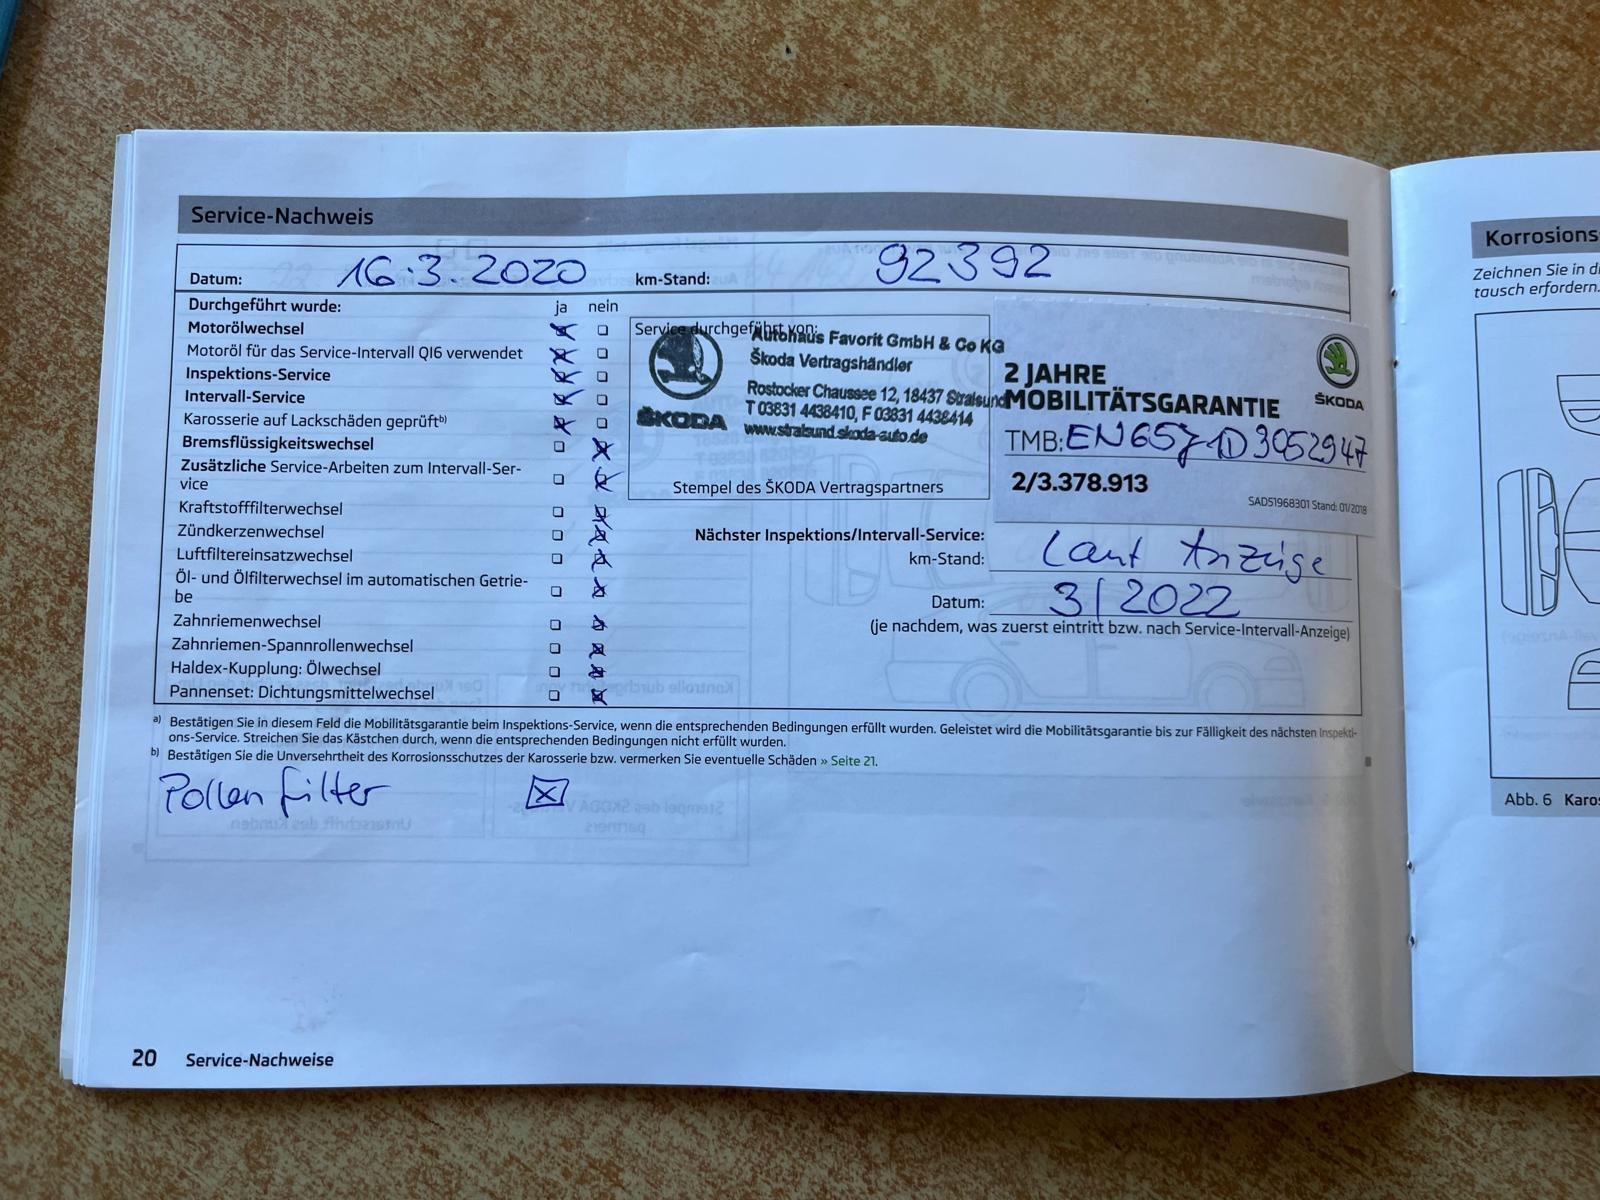 Service-Nachweis
Datum: 16.3.2020 km-Stand: 92392
Durchgeführt wurde: ja nein
Motorölwechsel
Motoröl für das Service-Intervall QI6 verwendet
Inspektions-Service
Intervall-Service
Karosserie auf Lackschäden geprüft b)
Bremsflüssigkeitswechsel
Zusätzliche Service-Arbeiten zum Intervall-Ser-
vice
Kraftstofffilterwechsel
Zündkerzenwechsel
Luftfiltereinsatzwechsel
Öl- und Ölfilterwechsel im automatischen Getrie-
be
Zahnriemenwechsel
Zahnriemen-Spannrollenwechsel
Haldex-Kupplung: Ölwechsel
Pannenset: Dichtungsmittelwechsel
Service durchgeführt von:
Autohaus Favorit GmbH & Co KG
Škoda Vertragshändler
Rostocker Chaussee 12, 18437 Stralsund
T 03831 4438410, F 03831 4438414
www.stralsund.skoda-auto.de
ŠKODA
Stempel des ŠKODA Vertragspartners
2 JAHRE
MOBILITÄTSGARANTIE
ŠKODA
TMB: EN65J1D3052947
2/3.378.913
SAD51968301 Stand: 01/2018
Nächster Inspektions/Intervall-Service:
km-Stand: Laut Anzeige
Datum: 3/2022
(je nachdem, was zuerst eintritt bzw. nach Service-Intervall-Anzeige)
a) Bestätigen Sie in diesem Feld die Mobilitätsgarantie beim Inspektions-Service, wenn die entsprechenden Bedingungen erfüllt wurden. Geleistet wird die Mobilitätsgarantie bis zur Fälligkeit des nächsten Inspekti-
ons-Service. Streichen Sie das Kästchen durch, wenn die entsprechenden Bedingungen nicht erfüllt wurden.
b) Bestätigen Sie die Unversehrtheit des Korrosionsschutzes der Karosserie bzw. vermerken Sie eventuelle Schäden » Seite 21.
Pollenfilter
20 Service-Nachweise
Korrosions
Zeichnen Sie in di
tausch erfordern.
Abb. 6 Karos